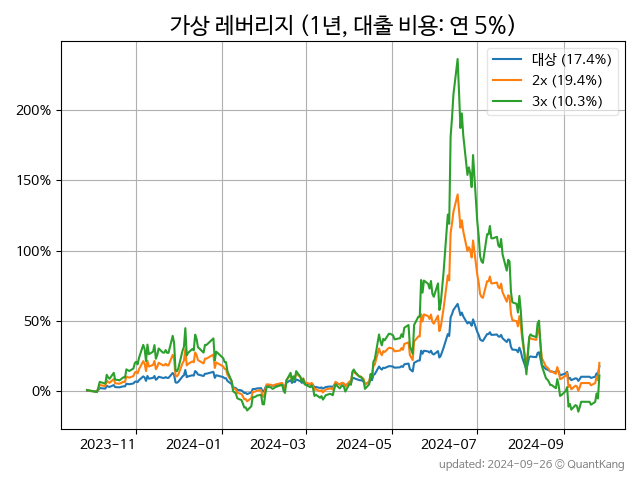 가상 레버리지 (1년, 대출 비용: 연 5%)
대상 (17.4%)
2x (19.4%)
3x (10.3%)
200%
150%
100%
50%
0%
2023-11 2024-01 2024-03 2024-05 2024-07 2024-09
updated: 2024-09-26 © QuantKang